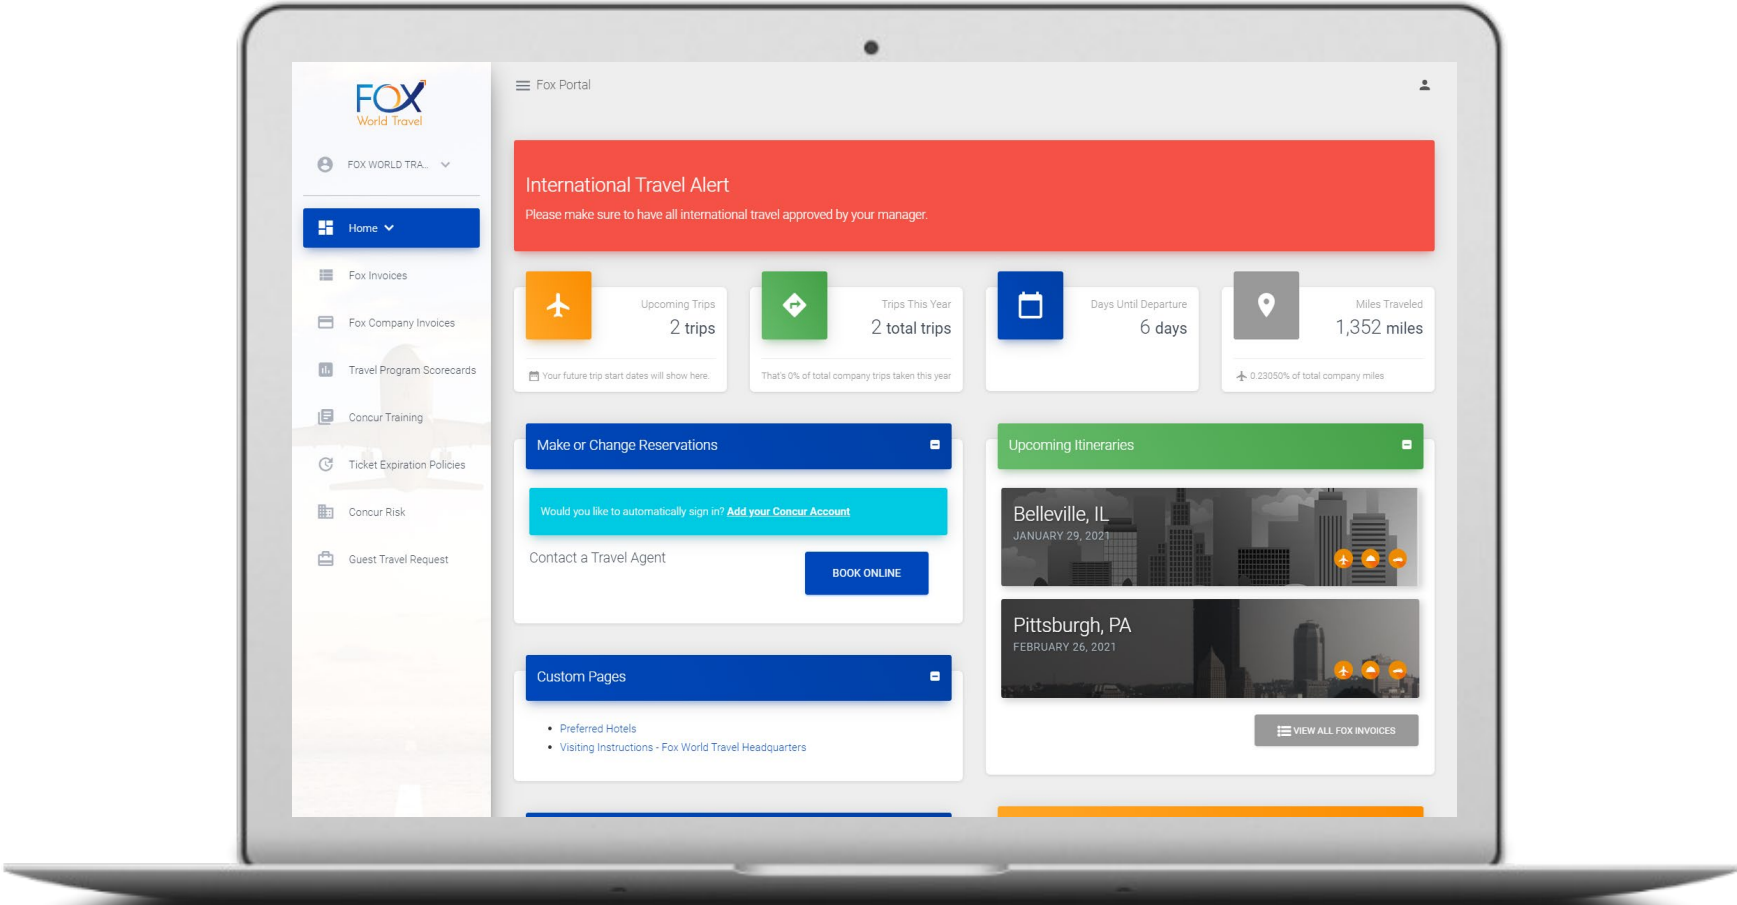 FOX
World Travel
FOX WORLD TRA...
Home
Fox Invoices
Fox Company Invoices
Travel Program Scorecards
Concur Training
Ticket Expiration Policies
Concur Risk
Guest Travel Request
Fox Portal
International Travel Alert
Please make sure to have all international travel approved by your manager.
Upcoming Trips
2 trips
Your future trip start dates will show here.
Trips This Year
2 total trips
That's 0% of total company trips taken this year
Days Until Departure
6 days
Miles Traveled
1,352 miles
0.23050% of total company miles
Make or Change Reservations
Would you like to automatically sign in? Add your Concur Account
Contact a Travel Agent
BOOK ONLINE
Custom Pages
Preferred Hotels
Visiting Instructions - Fox World Travel Headquarters
Upcoming Itineraries
Belleville, IL
JANUARY 29, 2021
Pittsburgh, PA
FEBRUARY 26, 2021
VIEW ALL FOX INVOICES